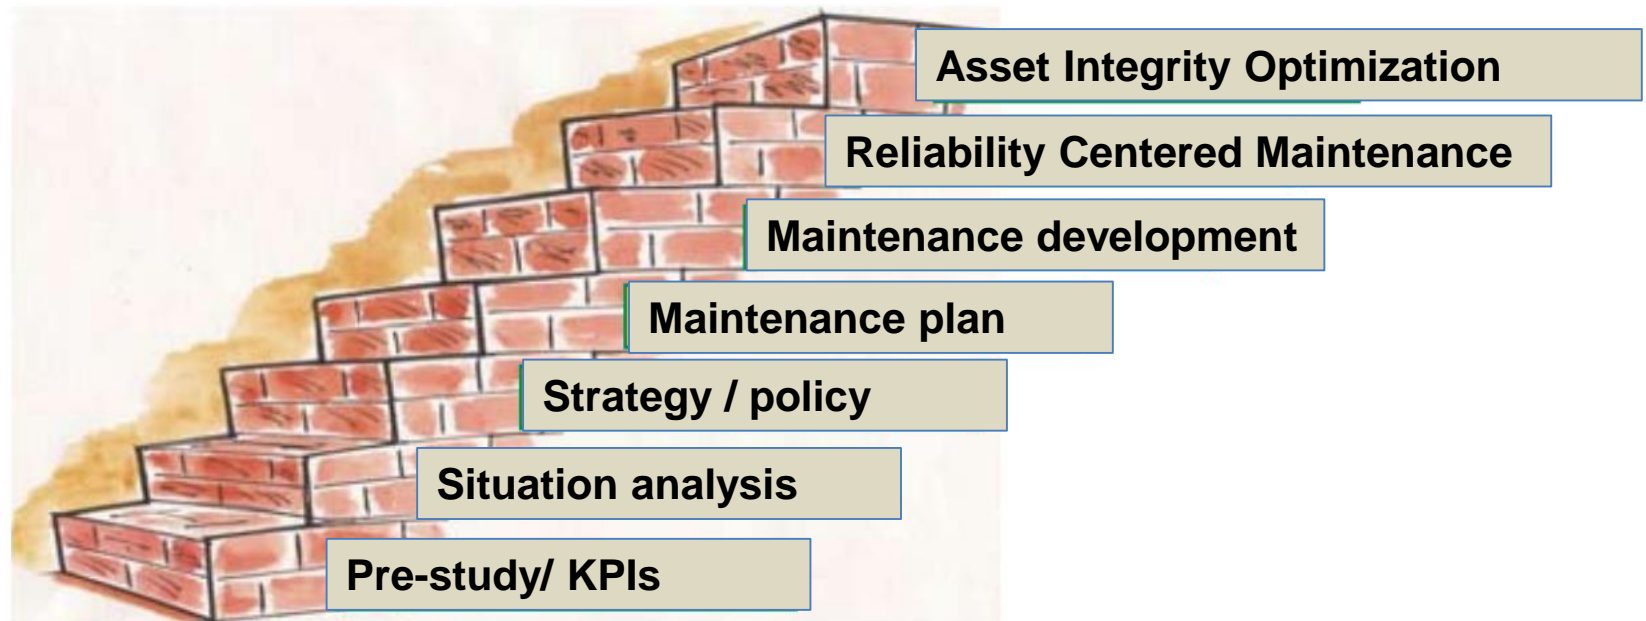 Asset Integrity Optimization
Reliability Centered Maintenance
Maintenance development
Maintenance plan
Strategy / policy
Situation analysis
Pre-study/ KPIs